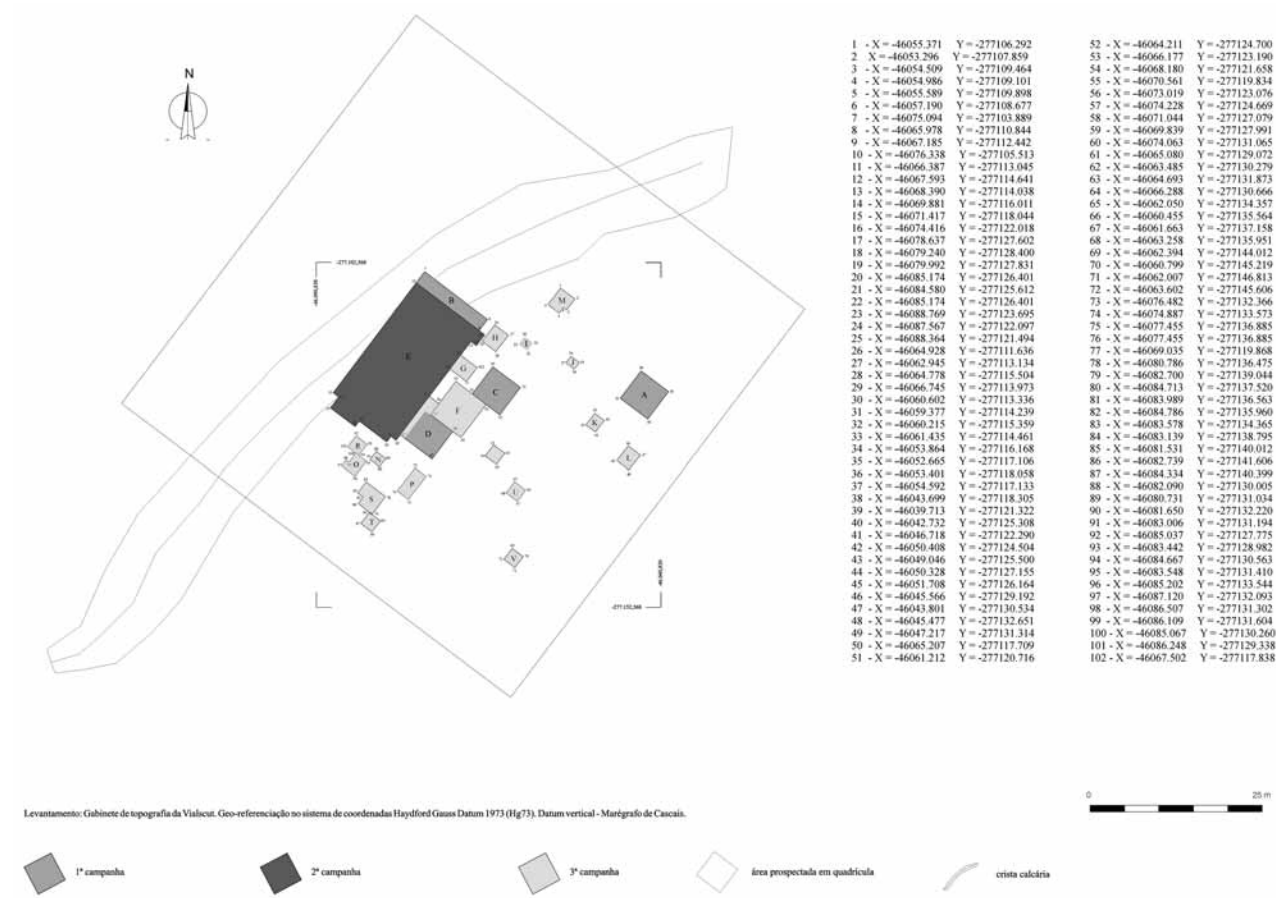 N
1 - X = -46055.371 Y = -277106.292
2 X = -46053.296 Y = -277107.859
3 - X = -46054.509 Y = -277109.464
4 - X = -46054.986 Y = -277109.101
5 - X = -46055.589 Y = -277109.898
6 - X = -46057.190 Y = -277108.677
7 - X = -46075.094 Y = -277103.889
8 - X = -46065.978 Y = -277110.844
9 - X = -46067.185 Y = -277112.442
10 - X = -46076.338 Y = -277105.513
11 - X = -46066.387 Y = -277113.045
12 - X = -46067.593 Y = -277114.641
13 - X = -46068.390 Y = -277114.038
14 - X = -46069.881 Y = -277116.011
15 - X = -46071.417 Y = -277118.044
16 - X = -46074.416 Y = -277122.018
17 - X = -46078.637 Y = -277127.602
18 - X = -46079.240 Y = -277128.400
19 - X = -46079.992 Y = -277127.831
20 - X = -46085.174 Y = -277126.401
21 - X = -46084.580 Y = -277125.612
22 - X = -46085.174 Y = -277126.401
23 - X = -46088.769 Y = -277123.695
24 - X = -46087.567 Y = -277122.097
25 - X = -46088.364 Y = -277121.494
26 - X = -46064.928 Y = -277111.636
27 - X = -46062.945 Y = -277113.134
28 - X = -46064.778 Y = -277115.504
29 - X = -46066.745 Y = -277113.973
30 - X = -46060.602 Y = -277113.336
31 - X = -46059.377 Y = -277114.239
32 - X = -46060.215 Y = -277115.359
33 - X = -46061.435 Y = -277114.461
34 - X = -46053.864 Y = -277116.168
35 - X = -46052.665 Y = -277117.106
36 - X = -46053.401 Y = -277118.058
37 - X = -46054.592 Y = -277117.133
38 - X = -46043.699 Y = -277118.305
39 - X = -46039.713 Y = -277121.322
40 - X = -46042.732 Y = -277125.308
41 - X = -46046.718 Y = -277122.290
42 - X = -46050.408 Y = -277124.504
43 - X = -46049.046 Y = -277125.500
44 - X = -46050.328 Y = -277127.155
45 - X = -46051.708 Y = -277126.164
46 - X = -46045.566 Y = -277129.192
47 - X = -46043.801 Y = -277130.534
48 - X = -46045.477 Y = -277132.651
49 - X = -46047.217 Y = -277131.314
50 - X = -46065.207 Y = -277117.709
51 - X = -46061.212 Y = -277120.716
52 - X = -46064.211 Y = -277124.700
53 - X = -46066.177 Y = -277123.190
54 - X = -46068.180 Y = -277121.658
55 - X = -46070.561 Y = -277119.834
56 - X = -46073.019 Y = -277123.076
57 - X = -46074.228 Y = -277124.669
58 - X = -46071.044 Y = -277127.079
59 - X = -46069.839 Y = -277127.991
60 - X = -46074.063 Y = -277131.065
61 - X = -46065.080 Y = -277129.072
62 - X = -46063.485 Y = -277130.279
63 - X = -46064.693 Y = -277131.873
64 - X = -46066.288 Y = -277130.666
65 - X = -46062.050 Y = -277134.357
66 - X = -46060.455 Y = -277135.564
67 - X = -46061.663 Y = -277137.158
68 - X = -46063.258 Y = -277135.951
69 - X = -46062.394 Y = -277144.012
70 - X = -46060.799 Y = -277145.219
71 - X = -46062.007 Y = -277146.813
72 - X = -46063.602 Y = -277145.606
73 - X = -46076.482 Y = -277132.366
74 - X = -46074.887 Y = -277133.573
75 - X = -46077.455 Y = -277136.885
76 - X = -46077.455 Y = -277136.885
77 - X = -46069.035 Y = -277119.868
78 - X = -46080.786 Y = -277136.475
79 - X = -46082.700 Y = -277139.044
80 - X = -46084.713 Y = -277137.520
81 - X = -46083.989 Y = -277136.563
82 - X = -46084.786 Y = -277135.960
83 - X = -46083.578 Y = -277134.365
84 - X = -46083.139 Y = -277138.795
85 - X = -46081.531 Y = -277140.012
86 - X = -46082.739 Y = -277141.606
87 - X = -46084.334 Y = -277140.399
88 - X = -46082.090 Y = -277130.005
89 - X = -46080.731 Y = -277131.034
90 - X = -46081.650 Y = -277132.220
91 - X = -46083.006 Y = -277131.194
92 - X = -46085.037 Y = -277127.775
93 - X = -46083.442 Y = -277128.982
94 - X = -46084.667 Y = -277130.563
95 - X = -46083.548 Y = -277131.410
96 - X = -46085.202 Y = -277133.544
97 - X = -46087.120 Y = -277132.093
98 - X = -46086.507 Y = -277131.302
99 - X = -46086.109 Y = -277131.604
100 - X = -46085.067 Y = -277130.260
101 - X = -46086.248 Y = -277129.338
102 - X = -46067.502 Y = -277117.838
B
M
H
E
G
C
A
F
K
D
R
N
O
L
P
S
U
T
V
0 25 m
Levantamento: Gabinete de topografia da Vialscut. Geo-referenciação no sistema de coordenadas Haydford Gauss Datum 1973 (Hg73). Datum vertical - Marégrafo de Cascais.
1ª campanha
2ª campanha
3ª campanha
área prospectada em quadrícula
crista calcária